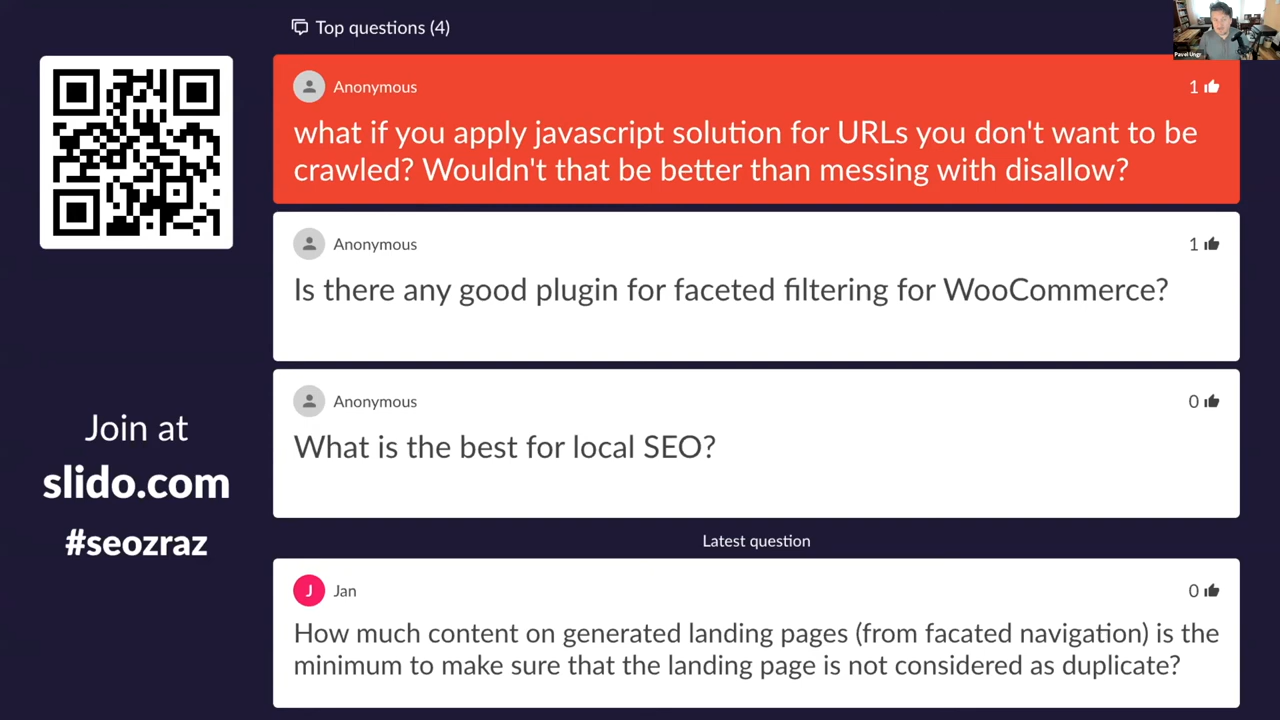 Top questions (4)
Anonymous
1
what if you apply javascript solution for URLs you don't want to be
crawled? Wouldn't that be better than messing with disallow?
Anonymous
1
Is there any good plugin for faceted filtering for WooCommerce?
Anonymous
0
What is the best for local SEO?
Latest question
J
Jan
0
How much content on generated landing pages (from facated navigation) is the
minimum to make sure that the landing page is not considered as duplicate?
Join at
slido.com
#seozraz
Pavel Ungr